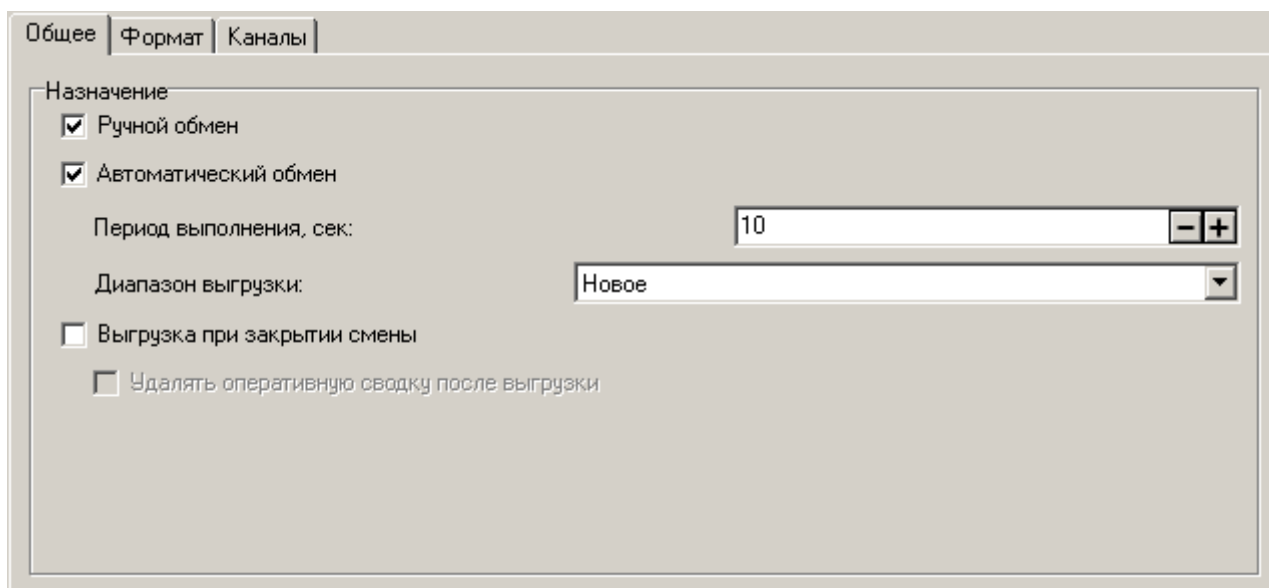 Общее Формат Каналы
Назначение
Ручной обмен
Автоматический обмен
Период выполнения, сек: 10
Диапазон выгрузки: Новое
Выгрузка при закрытии смены
Удалять оперативную сводку после выгрузки